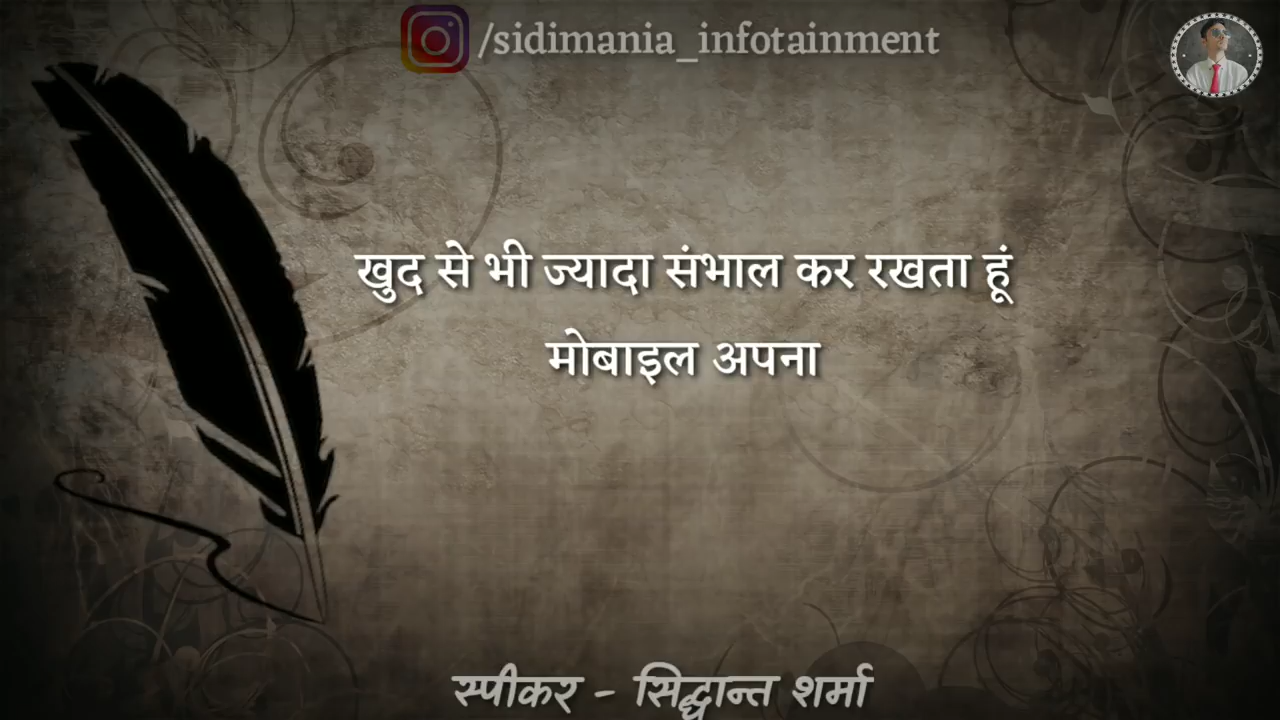 /sidimania_infotainment
खुद से भी ज्यादा संभाल कर रखता हूं
मोबाइल अपना
स्पीकर - सिद्धान्त शर्मा